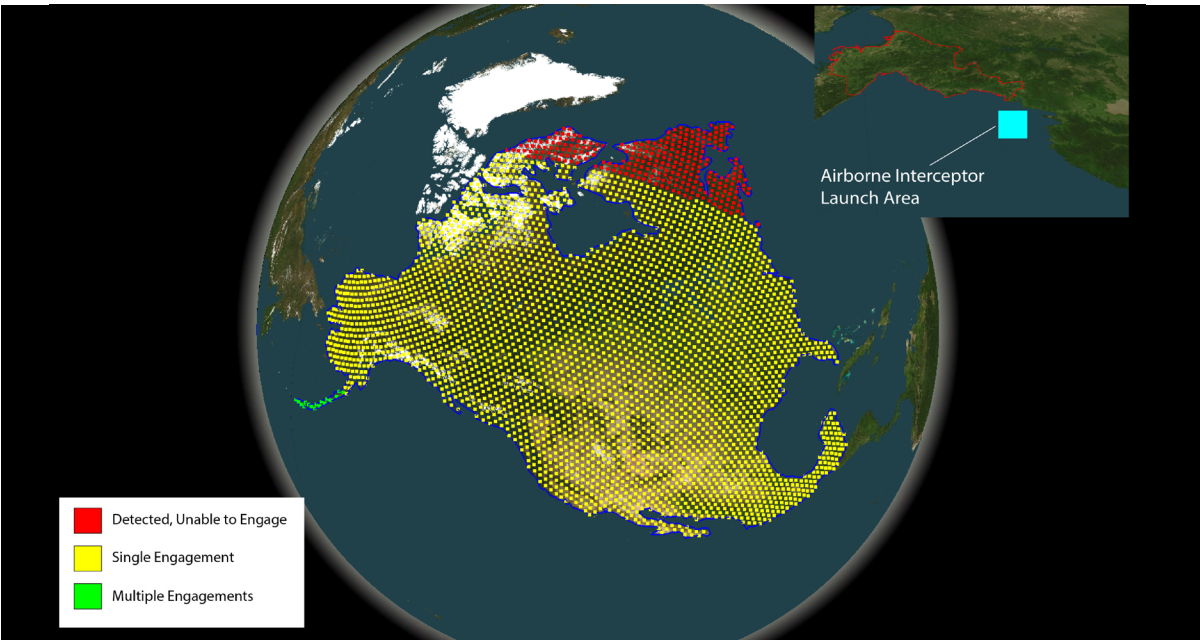 Airborne Interceptor
Launch Area
Detected, Unable to Engage
Single Engagement
Multiple Engagements